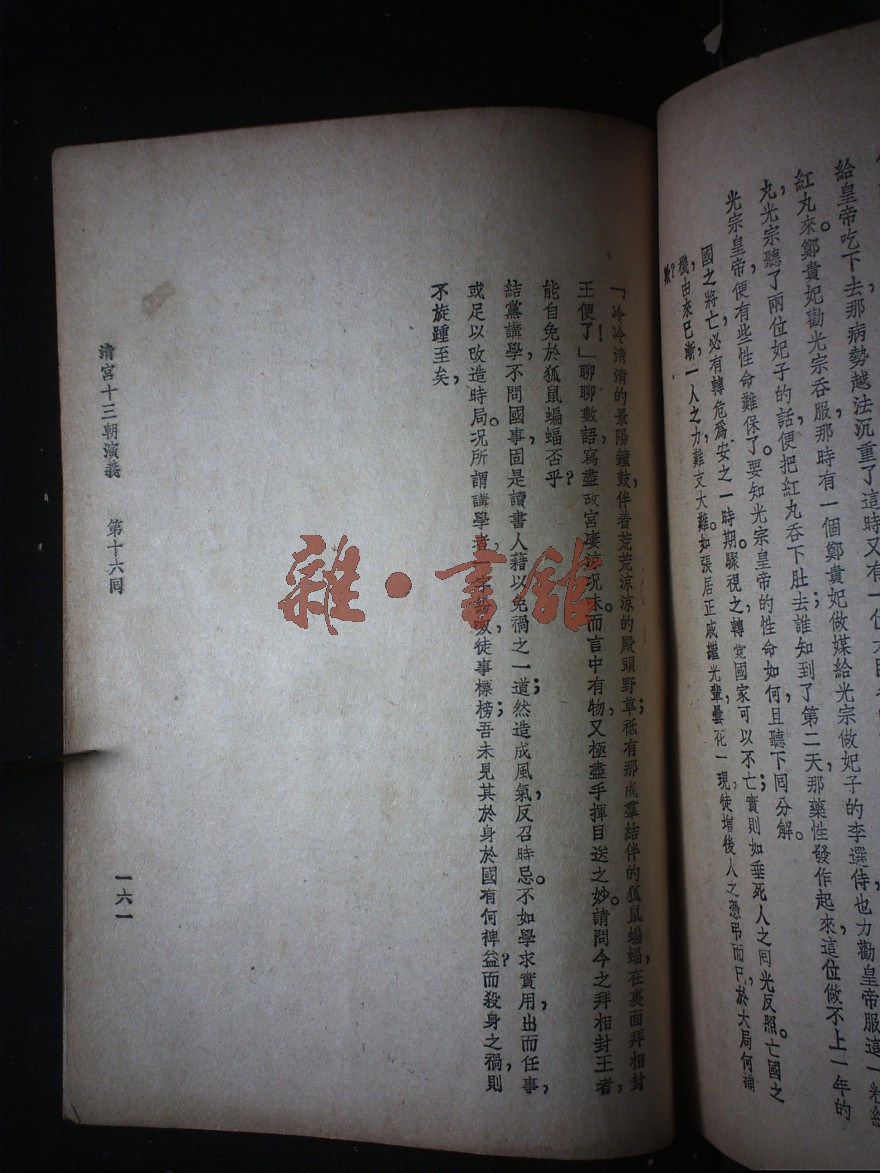 給皇帝吃下去那病勢越法沉重了，這時又有一位
紅丸來。鄭貴妃勸光宗吞服那時有一個鄭貴妃做媒給光宗做妃子的李選侍也力勸皇帝服這一粒紅
丸，光宗聽了兩位妃子的話便把紅丸吞下肚去；誰知到了第二天那藥性發作起來，這位做不上一年的
光宗皇帝，便有些性命難保了。要知光宗皇帝的性命如何，且聽下回分解。
國之將亡，必有轉危爲安之一時期。驟視之，轉覺國家可以不亡；實則如垂死人之回光反照。亡國之
機，由來已漸，一人之力，難支大難。如張居正戚繼光輩，曇花一現，徒增後人之憑弔而已，於大局何補
歟？
「冷冷清清的景陽鐘鼓，伴着荒荒涼涼的殿頭野草；祗有那成羣結伴的狐鼠蝙蝠，在裏面拜相封
王便了！」聊聊數語，寫盡故宮凄涼況味，而言中有物，又極盡手揮目送之妙。請問今之拜相封王者，
能自免於狐鼠蝙蝠否乎？
結黨講學，不問國事，固是讀書人藉以免禍之一道；然造成風氣，反召時忌。不如學求實用，出而任事，
或足以改造時局。況所謂講學者，徒事標榜，吾未見其於身於國有何裨益？而殺身之禍，則
不旋踵至矣，
清宮十三朝演義　第十六回
一六一
雜·書館